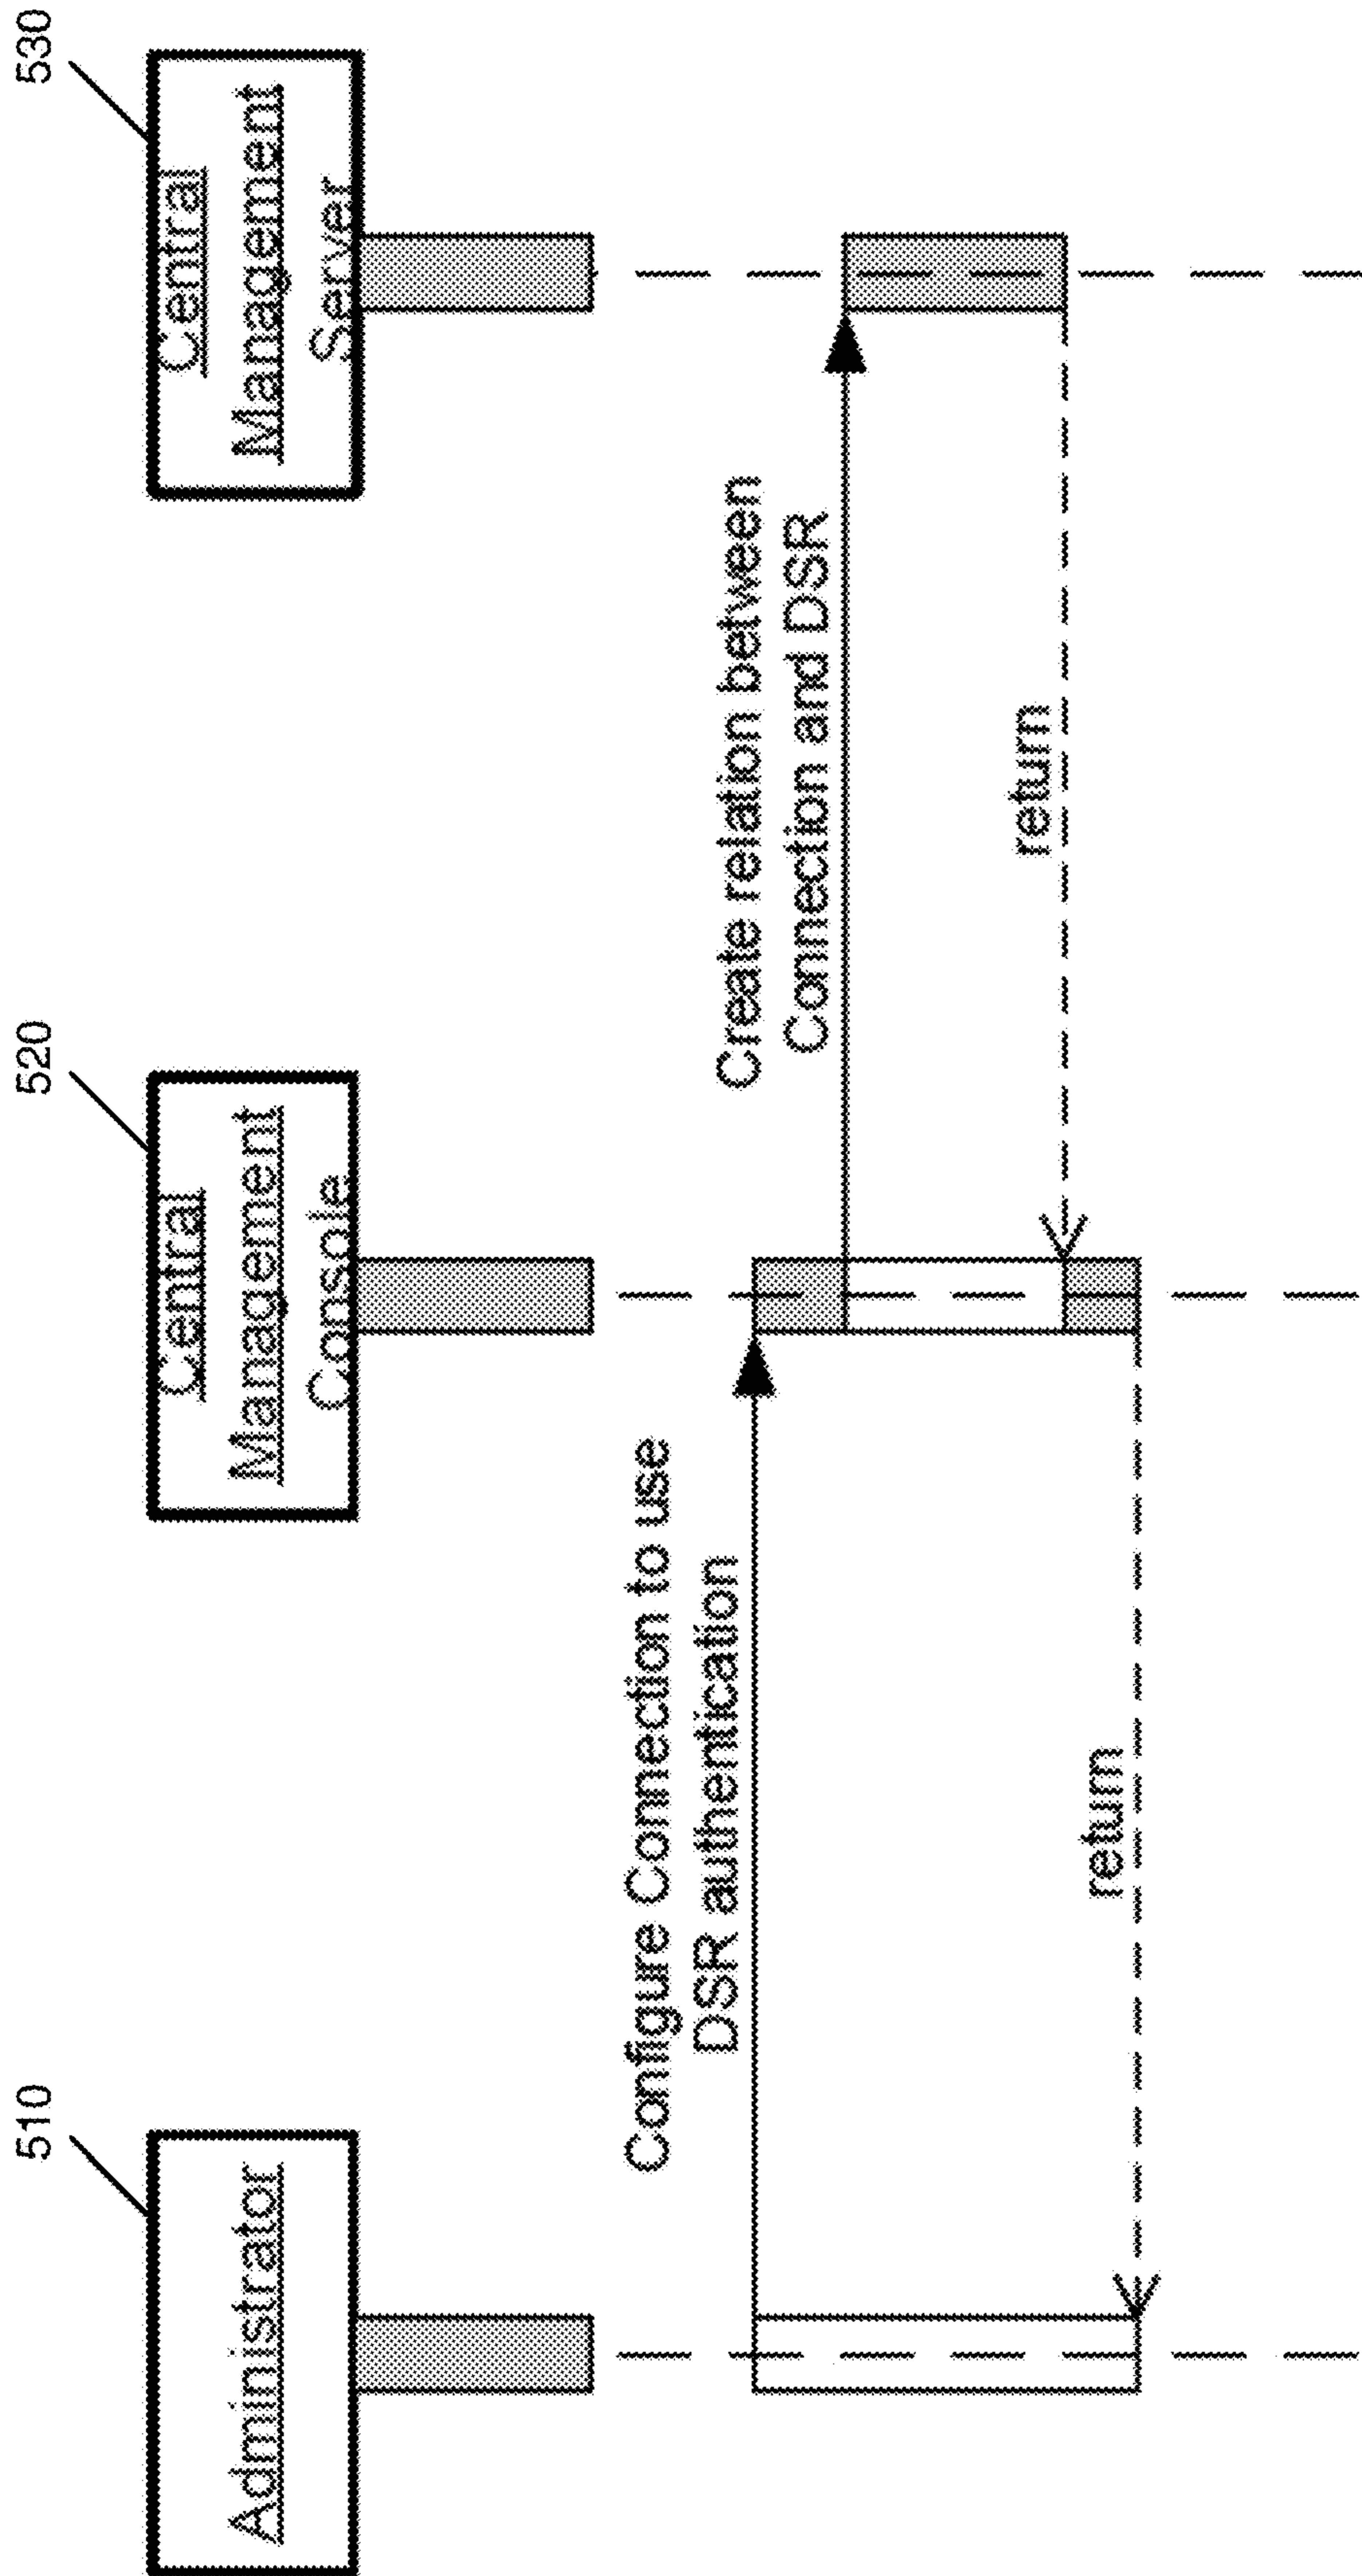 510
Administrator
520
Central
Management
Console
530
Central
Management
Server
Configure Connection to use
DSR authentication
Create relation between
Connection and DSR
return
return